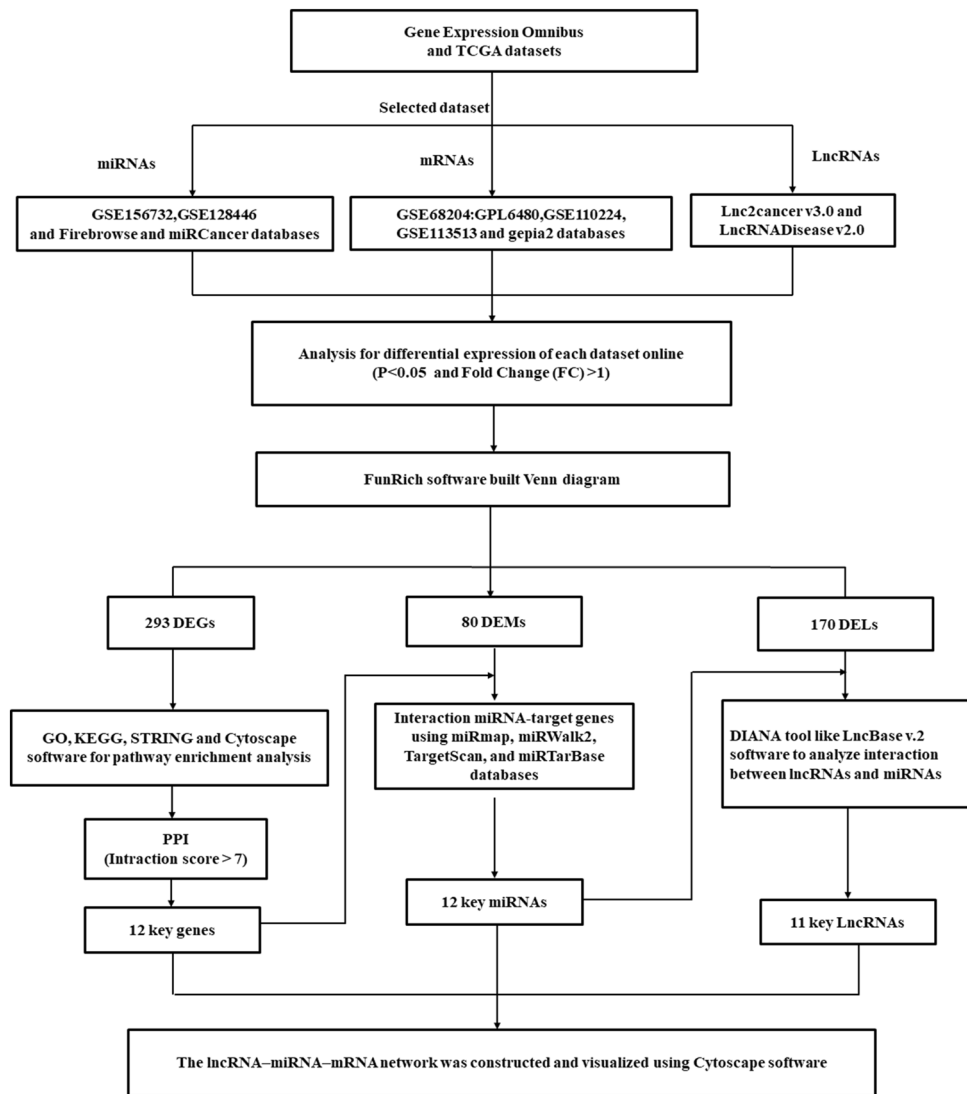 Gene Expression Omnibus
and TCGA datasets
Selected dataset
miRNAs
mRNAs
LncRNAs
GSE156732,GSE128446
and Firebrowse and miRCancer databases
GSE68204:GPL6480,GSE110224,
GSE113513 and gepia2 databases
Lnc2cancer v3.0 and
LncRNADisease v2.0
Analysis for differential expression of each dataset online
(P<0.05 and Fold Change (FC) >1)
FunRich software built Venn diagram
293 DEGs
80 DEMs
170 DELs
GO, KEGG, STRING and Cytoscape
software for pathway enrichment analysis
Interaction miRNA-target genes
using miRmap, miRWalk2,
TargetScan, and miRTarBase
databases
DIANA tool like LncBase v.2
software to analyze interaction
between lncRNAs and miRNAs
PPI
(Intraction score > 7)
12 key genes
12 key miRNAs
11 key LncRNAs
The lncRNA–miRNA–mRNA network was constructed and visualized using Cytoscape software